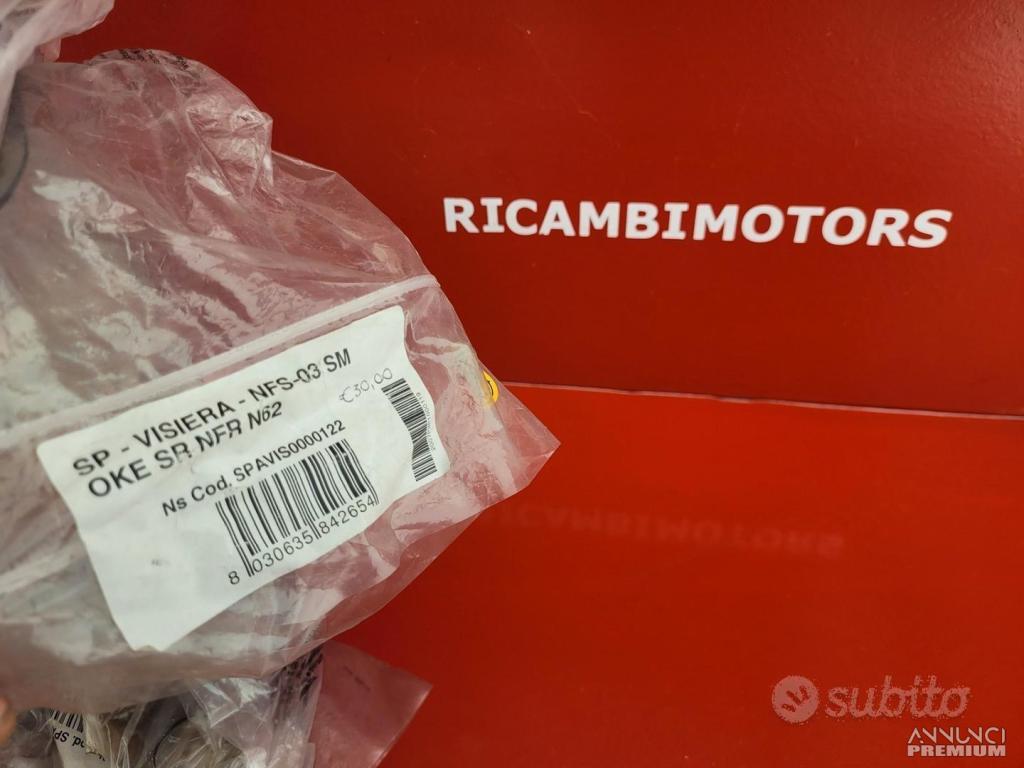 RICAMBIMOTORS
SP - VISIERA - NFS-03 SM
OKE SR NFR N62
€30,00
Ns Cod. SPAVIS0000122
8 030635 842654
subito
ANNUNCI
PREMIUM